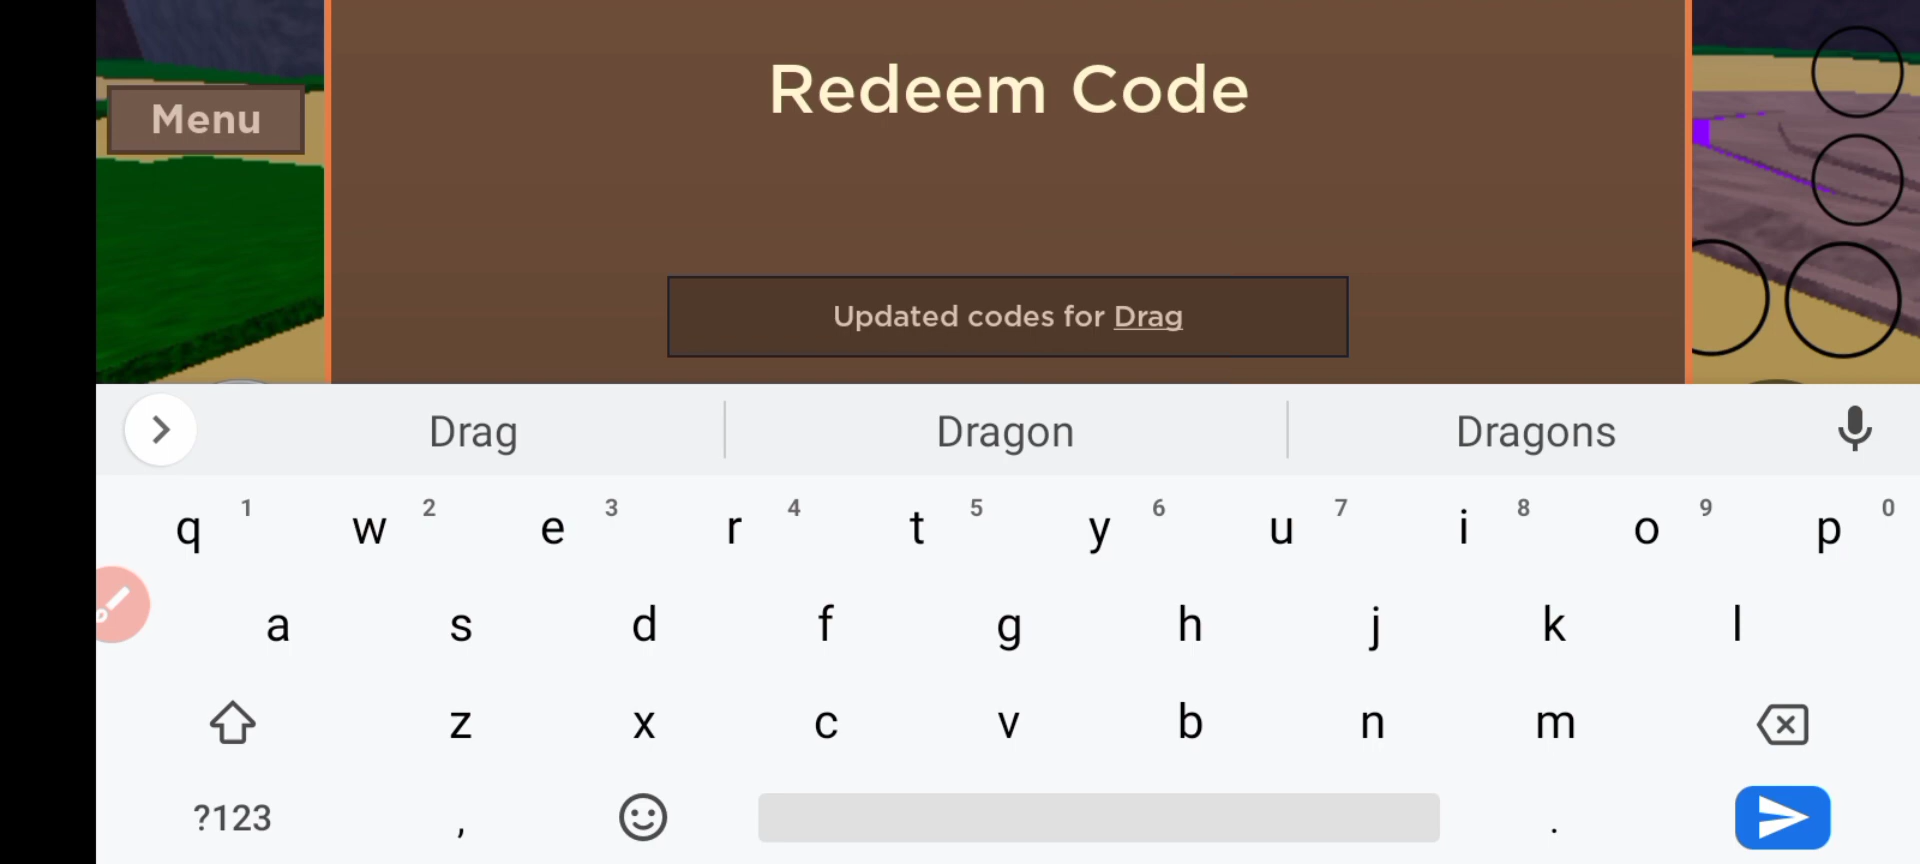 Redeem Code
Menu
Updated codes for Drag
Drag Dragon Dragons
q 1 w 2 e 3 r 4 t 5 y 6 u 7 i 8 o 9 p 0
a s d f g h j k l
z x c v b n m
?123 , .